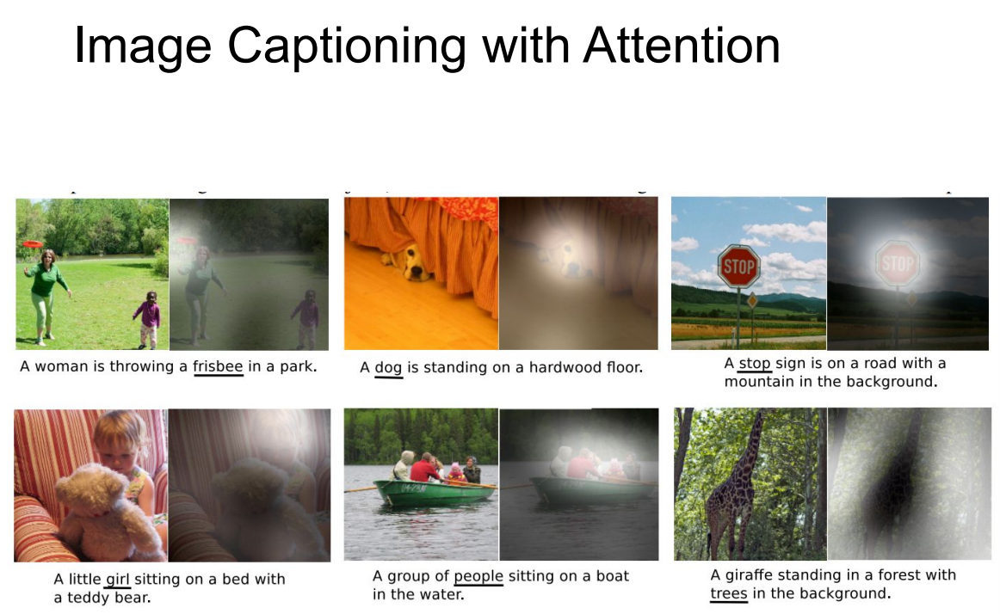 Image Captioning with Attention
STOP
STOP
A woman is throwing a frisbee in a park.
A dog is standing on a hardwood floor.
A stop sign is on a road with a
mountain in the background.
A little girl sitting on a bed with
a teddy bear.
A group of people sitting on a boat
in the water.
A giraffe standing in a forest with
trees in the background.